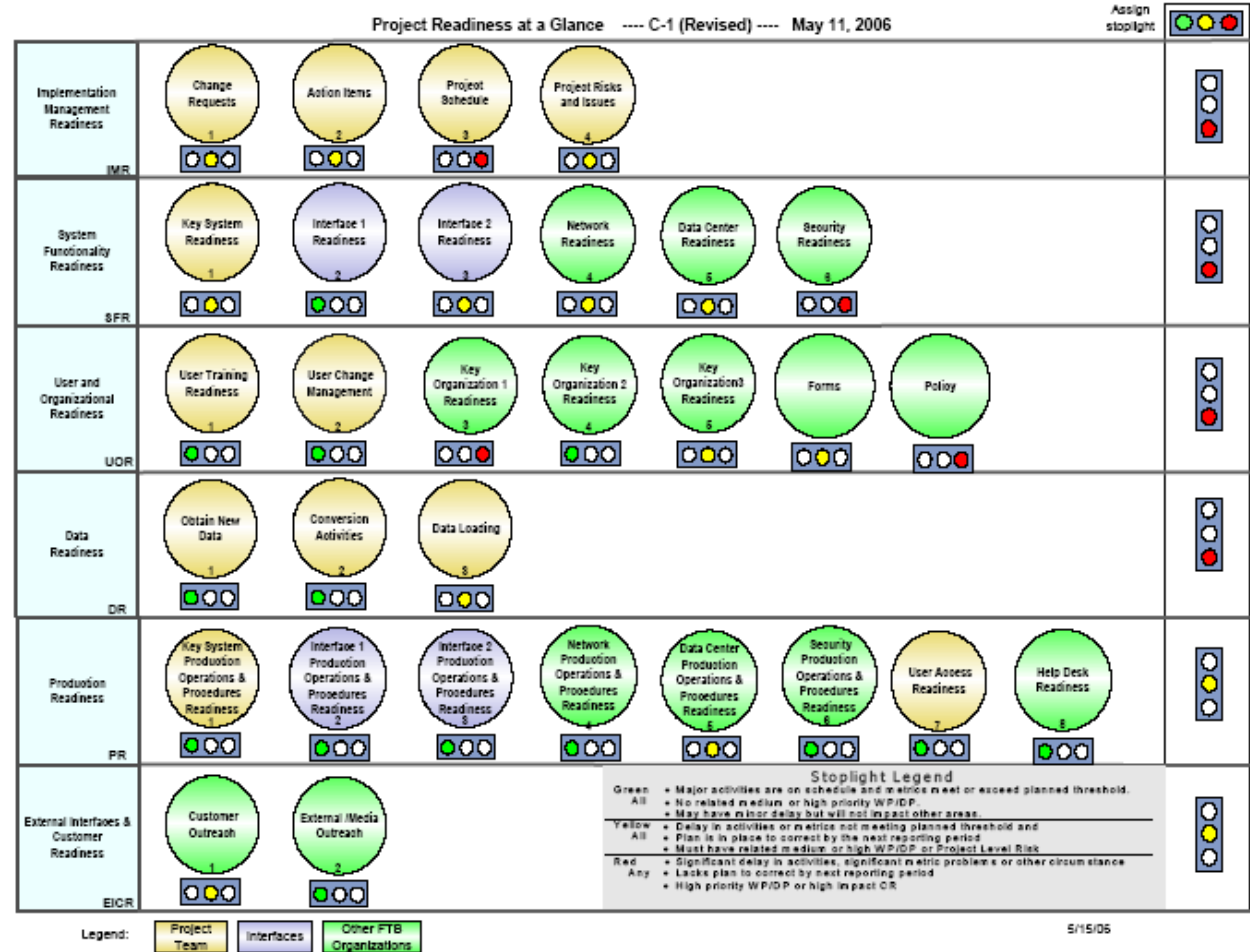 Project Readiness at a Glance ---- C-1 (Revised) ---- May 11, 2006
Assign
stoplight
Implementation
Management
Readiness
IMR
Change
Requests
1
Action Items
2
Project
Schedule
3
Project Risks
and Issues
4
System
Functionality
Readiness
SFR
Key System
Readiness
1
Interface 1
Readiness
2
Interface 2
Readiness
3
Network
Readiness
4
Data Center
Readiness
5
Security
Readiness
6
User and
Organizational
Readiness
UOR
User Training
Readiness
1
User Change
Management
2
Key
Organization 1
Readiness
3
Key
Organization 2
Readiness
4
Key
Organization3
Readiness
5
Forms
Policy
Data
Readiness
DR
Obtain New
Data
1
Conversion
Activities
2
Data Loading
3
Production
Readiness
PR
Key System
Production
Operations &
Procedures
Readiness
1
Interface 1
Production
Operations &
Procedures
Readiness
2
Interface 2
Production
Operations &
Procedures
Readiness
3
Network
Production
Operations &
Procedures
Readiness
4
Data Center
Production
Operations &
Procedures
Readiness
5
Security
Production
Operations &
Procedures
Readiness
6
User Access
Readiness
7
Help Desk
Readiness
8
External Interfaces &
Customer
Readiness
EICR
Customer
Outreach
1
External /Media
Outreach
2
Stoplight Legend
Green • Major activities are on schedule and metrics meet or exceed planned threshold.
All • No related medium or high priority WP/DP.
• May have minor delay but will not impact other areas.
Yellow • Delay in activities or metrics not meeting planned threshold and
All • Plan is in place to correct by the next reporting period
• Must have related medium or high WP/DP or Project Level Risk
Red • Significant delay in activities, significant metric problems or other circumstance
Any • Lacks plan to correct by next reporting period
• High priority WP/DP or high impact CR
Legend:
Project
Team
Interfaces
Other FTB
Organizations
5/15/06